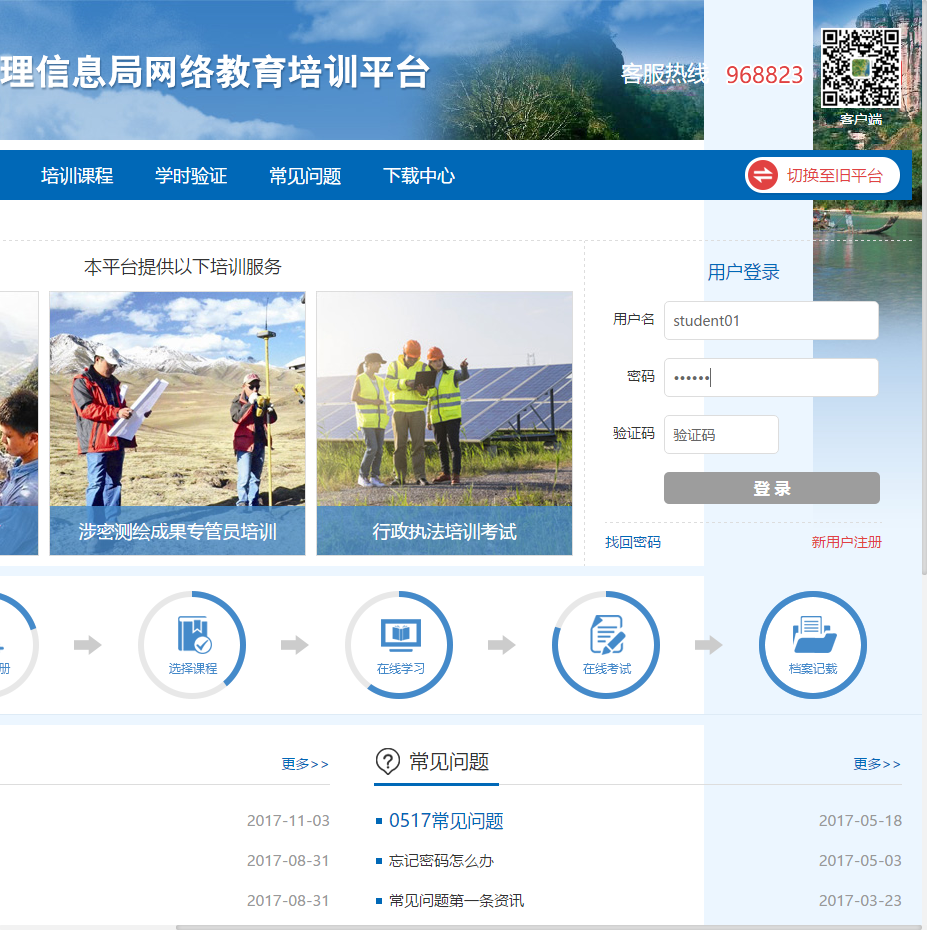 理信息局网络教育培训平台
客服热线
968823
客户端
培训课程 学时验证 常见问题 下载中心
切换至旧平台
本平台提供以下培训服务
涉密测绘成果专管员培训
行政执法培训考试
用户登录
用户名 student01
密码 ••••••
验证码 验证码
登 录
找回密码 新用户注册
册
选择课程
在线学习
在线考试
档案记载
更多>>
2017-11-03
2017-08-31
2017-08-31
常见问题 更多>>
0517常见问题 2017-05-18
忘记密码怎么办 2017-05-03
常见问题第一条资讯 2017-03-23